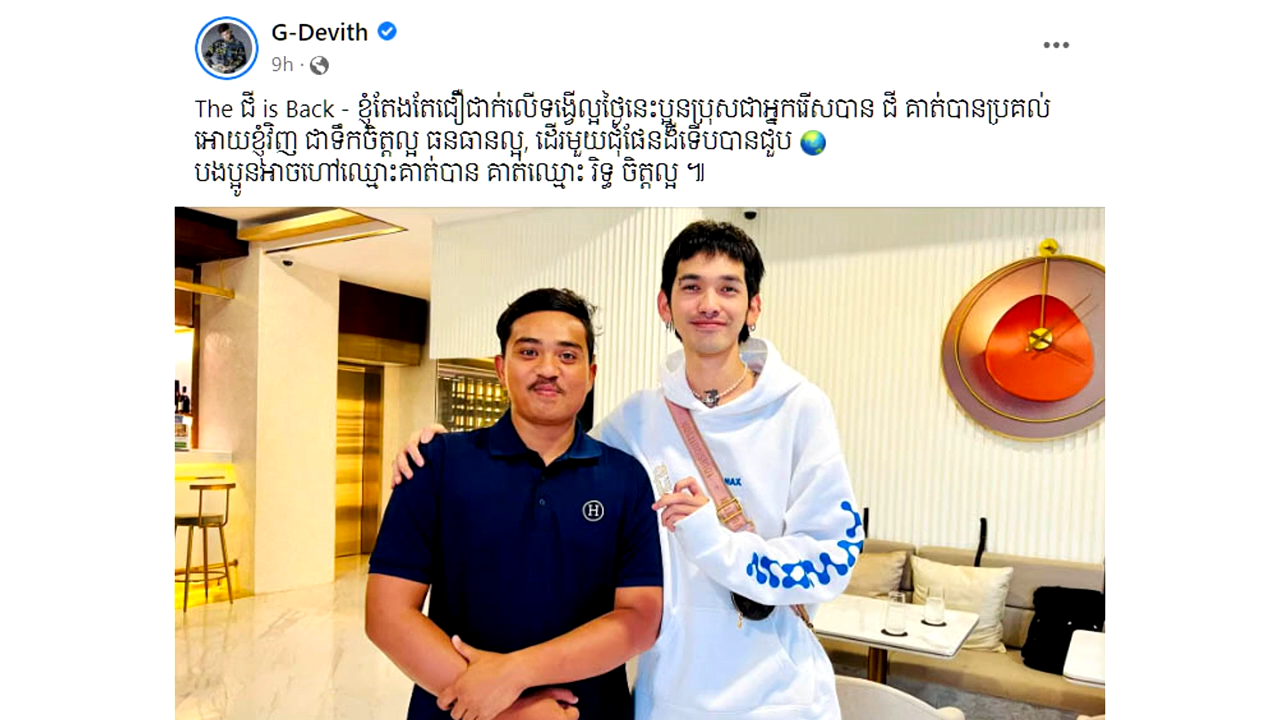 G-Devith
9h ·
The ជី is Back - ខ្ញុំតែងតែជឿជាក់លើទង្វើល្អថ្ងៃនេះប្អូនប្រុសជាអ្នករើសបាន ជី គាត់បានប្រគល់
អោយខ្ញុំវិញ ជាទឹកចិត្តល្អ ធនធានល្អ, ដើរមួយជុំផែនដីទើបបានជួប 🌏
បងប្អូនអាចហៅឈ្មោះគាត់បាន គាត់ឈ្មោះ រិទ្ធ ចិត្តល្អ ៕
H